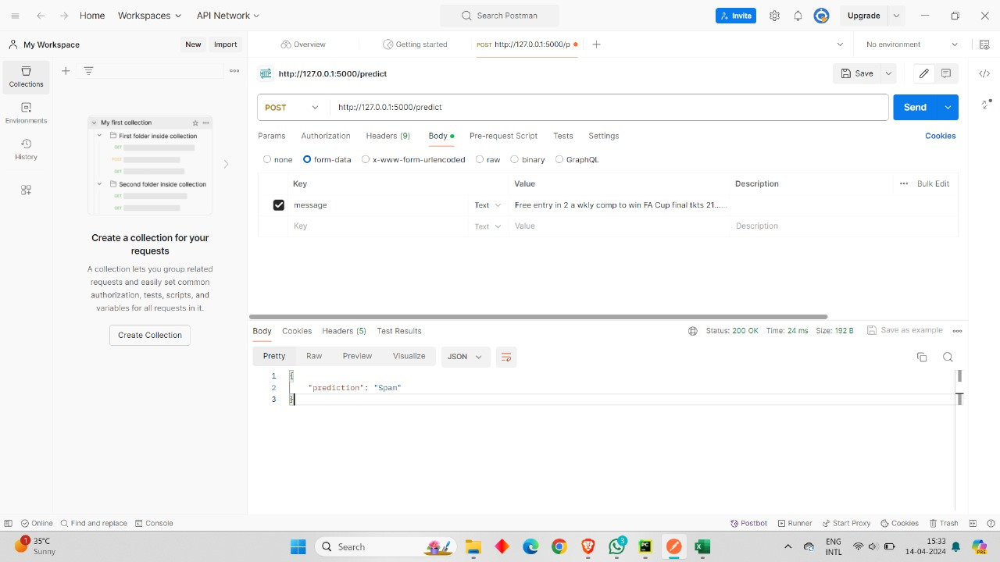 Home Workspaces API Network Search Postman Invite Upgrade
My Workspace New Import Overview Getting started POST http://127.0.0.1:5000/p No environment
Collections
Environments
History
My first collection
First folder inside collection
GET
POST
GET
Second folder inside collection
GET
GET
Create a collection for your
requests
A collection lets you group related
requests and easily set common
authorization, tests, scripts, and
variables for all requests in it.
Create Collection
HTTP http://127.0.0.1:5000/predict Save
POST http://127.0.0.1:5000/predict Send
Params Authorization Headers (9) Body Pre-request Script Tests Settings Cookies
none form-data x-www-form-urlencoded raw binary GraphQL
Key Value Description Bulk Edit
message Text Free entry in 2 a wkly comp to win FA Cup final tkts 21......
Key Text Value Description
Body Cookies Headers (5) Test Results Status: 200 OK Time: 24 ms Size: 192 B Save as example
Pretty Raw Preview Visualize JSON
1 {
2 "prediction": "Spam"
3 }
Online Find and replace Console Postbot Runner Start Proxy Cookies Trash
1 35°C
Sunny
Search
3
PC
ENG
INTL
15:33
14-04-2024
PRE